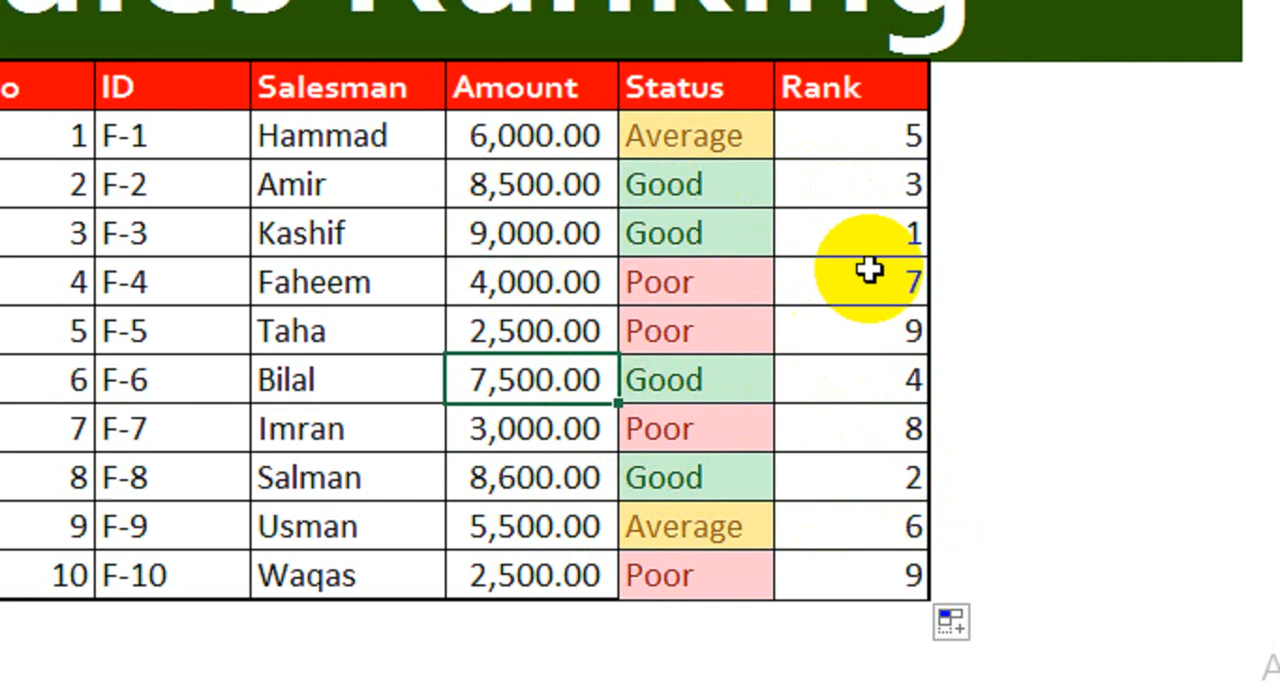 Ranking
ID Salesman Amount Status Rank
1 F-1 Hammad 6,000.00 Average 5
2 F-2 Amir 8,500.00 Good 3
3 F-3 Kashif 9,000.00 Good 1
4 F-4 Faheem 4,000.00 Poor 7
5 F-5 Taha 2,500.00 Poor 9
6 F-6 Bilal 7,500.00 Good 4
7 F-7 Imran 3,000.00 Poor 8
8 F-8 Salman 8,600.00 Good 2
9 F-9 Usman 5,500.00 Average 6
10 F-10 Waqas 2,500.00 Poor 9